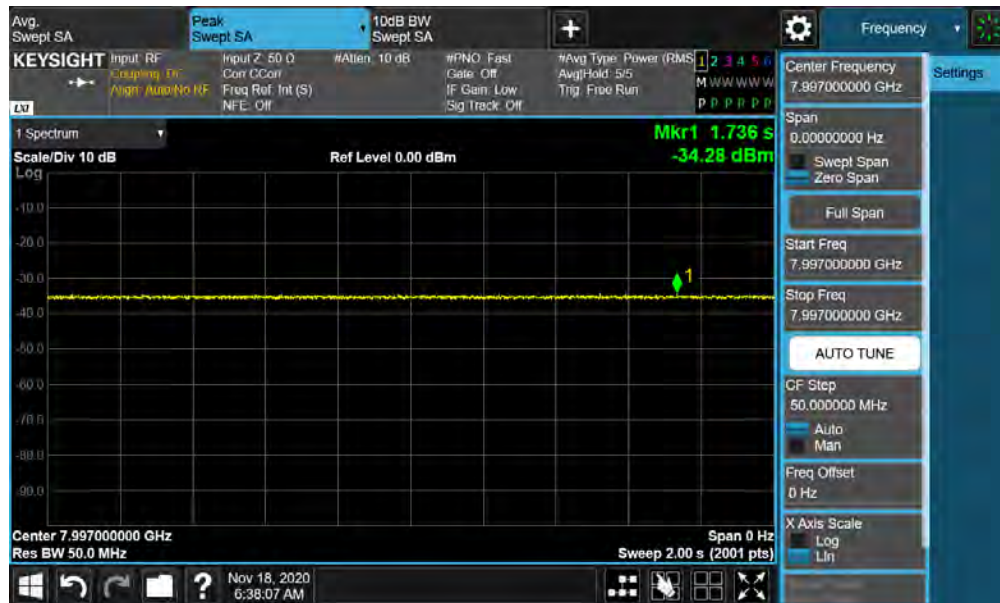 Avg.
Swept SA
Peak
Swept SA
10dB BW
Swept SA
+
Frequency
KEYSIGHT
LXI
Input: RF
Coupling: DC
Align: Auto/No NF
Input Z: 50 Ω
Corr CCorr
Freq Ref: Int (S)
NFE: Off
#Atten: 10 dB
#PNO: Fast
Gate: Off
IF Gain: Low
Sig Track: Off
#Avg Type: Power (RMS
Avg|Hold: 5/5
Trig: Free Run
1 2 3 4 5 6
M W W W W W
P P P P P P
Center Frequency
7.997000000 GHz
Settings
1 Spectrum
Mkr1 1.736 s
Scale/Div 10 dB
Ref Level 0.00 dBm
-34.28 dBm
Span
0.00000000 Hz
Swept Span
Zero Span
Log
-10.0
-20.0
-30.0
-40.0
-50.0
-60.0
-70.0
-80.0
-90.0
1
Full Span
Start Freq
7.997000000 GHz
Stop Freq
7.997000000 GHz
AUTO TUNE
CF Step
50.000000 MHz
Auto
Man
Freq Offset
0 Hz
X Axis Scale
Log
Lin
Center 7.997000000 GHz
Span 0 Hz
Res BW 50.0 MHz
Sweep 2.00 s (2001 pts)
?
Nov 18, 2020
6:38:07 AM